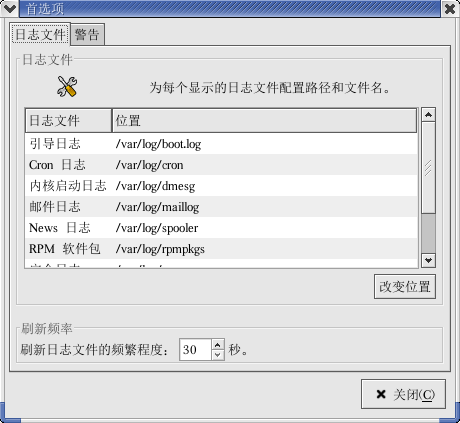 首选项
日志文件 警告
日志文件
为每个显示的日志文件配置路径和文件名。
日志文件 位置
引导日志 /var/log/boot.log
Cron 日志 /var/log/cron
内核启动日志 /var/log/dmesg
邮件日志 /var/log/maillog
News 日志 /var/log/spooler
RPM 软件包 /var/log/rpmpkgs
改变位置
刷新频率
刷新日志文件的频繁程度： 30 秒。
关闭(C)